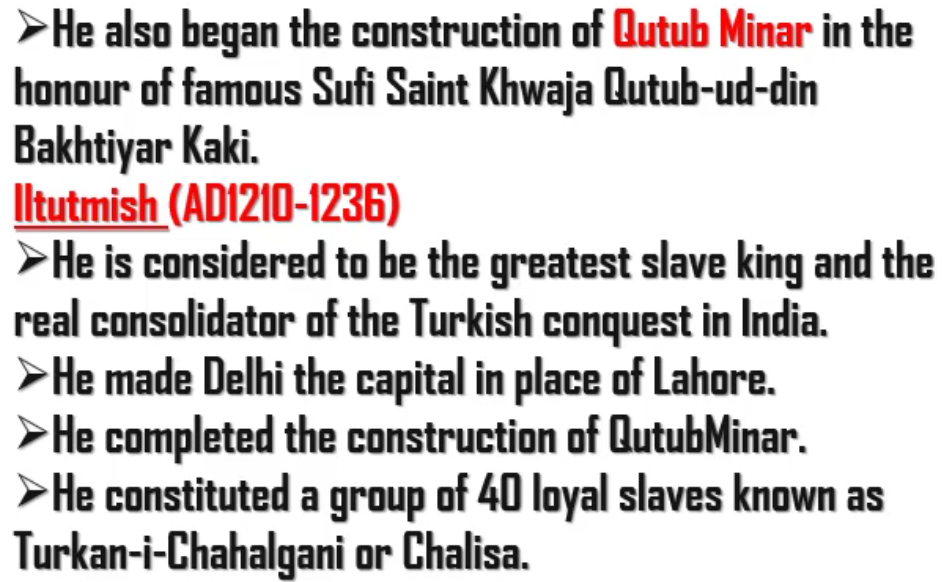 ➢He also began the construction of Qutub Minar in the
honour of famous Sufi Saint Khwaja Qutub-ud-din
Bakhtiyar Kaki.
Iltutmish (AD1210-1236)
➢He is considered to be the greatest slave king and the
real consolidator of the Turkish conquest in India.
➢He made Delhi the capital in place of Lahore.
➢He completed the construction of QutubMinar.
➢He constituted a group of 40 loyal slaves known as
Turkan-i-Chahalgani or Chalisa.